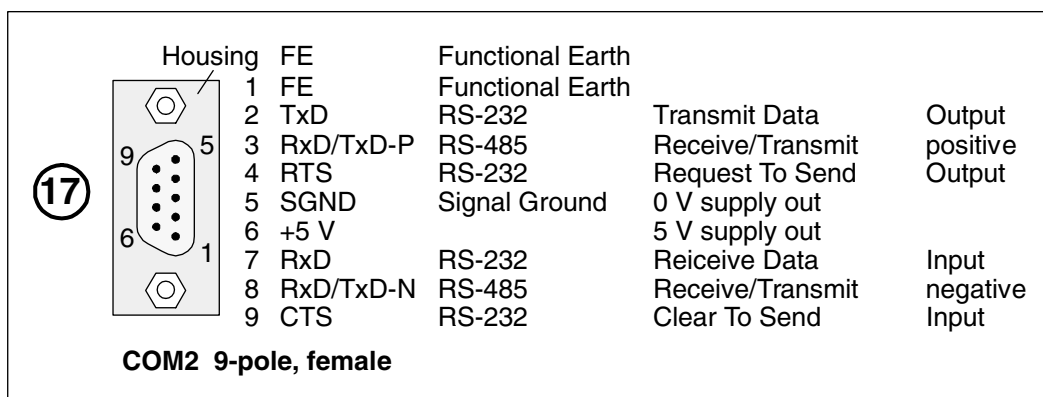 Housing FE Functional Earth
1 FE Functional Earth
2 TxD RS-232 Transmit Data Output
3 RxD/TxD-P RS-485 Receive/Transmit positive
4 RTS RS-232 Request To Send Output
5 SGND Signal Ground 0 V supply out
6 +5 V 5 V supply out
7 RxD RS-232 Reiceive Data Input
8 RxD/TxD-N RS-485 Receive/Transmit negative
9 CTS RS-232 Clear To Send Input
17
9 5
6 1
COM2 9-pole, female